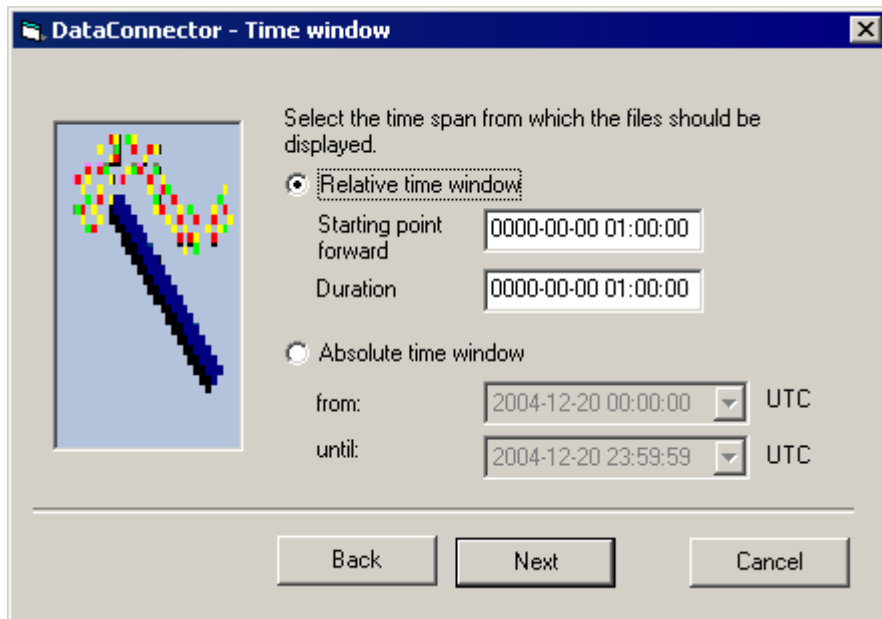 DataConnector - Time window
Select the time span from which the files should be
displayed.
Relative time window
Starting point
forward
0000-00-00 01:00:00
Duration
0000-00-00 01:00:00
Absolute time window
from:
2004-12-20 00:00:00
UTC
until:
2004-12-20 23:59:59
UTC
Back
Next
Cancel